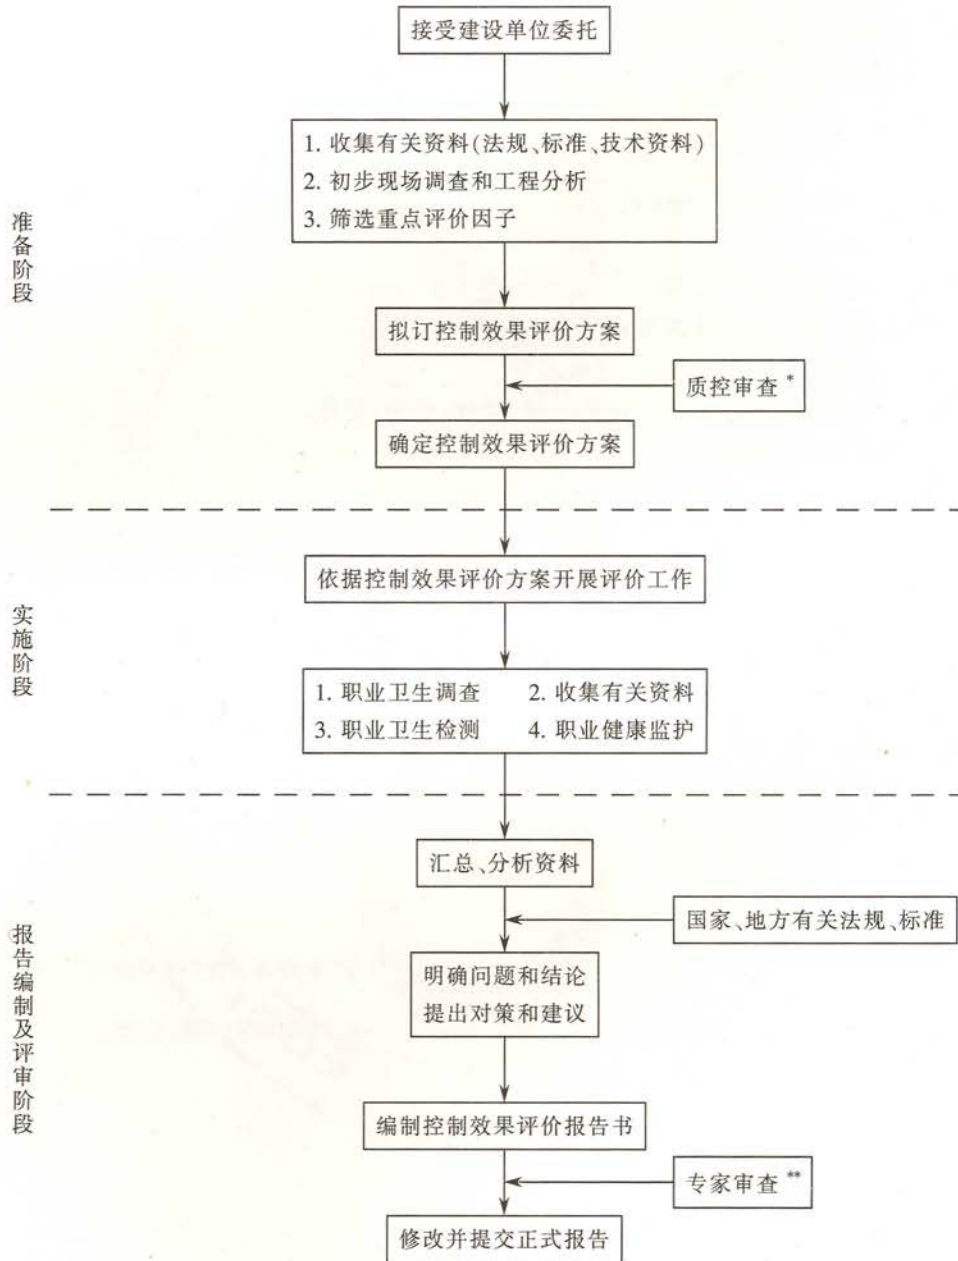 接受建设单位委托
1. 收集有关资料(法规、标准、技术资料)
2. 初步现场调查和工程分析
3. 筛选重点评价因子
准备阶段
拟订控制效果评价方案
质控审查*
确定控制效果评价方案
依据控制效果评价方案开展评价工作
实施阶段
1. 职业卫生调查 2. 收集有关资料
3. 职业卫生检测 4. 职业健康监护
汇总、分析资料
国家、地方有关法规、标准
明确问题和结论
提出对策和建议
报告编制及评审阶段
编制控制效果评价报告书
专家审查**
修改并提交正式报告